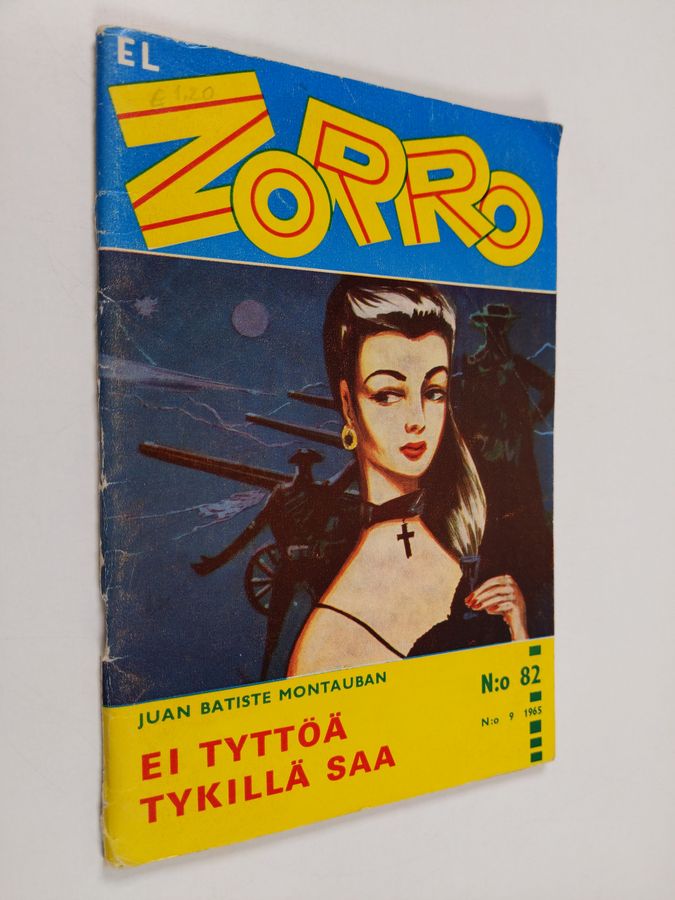 EL
ZORRO
€ 1,20
JUAN BATISTE MONTAUBAN
N:o 82
N:o 9 1965
EI TYTTÖÄ
TYKILLÄ SAA